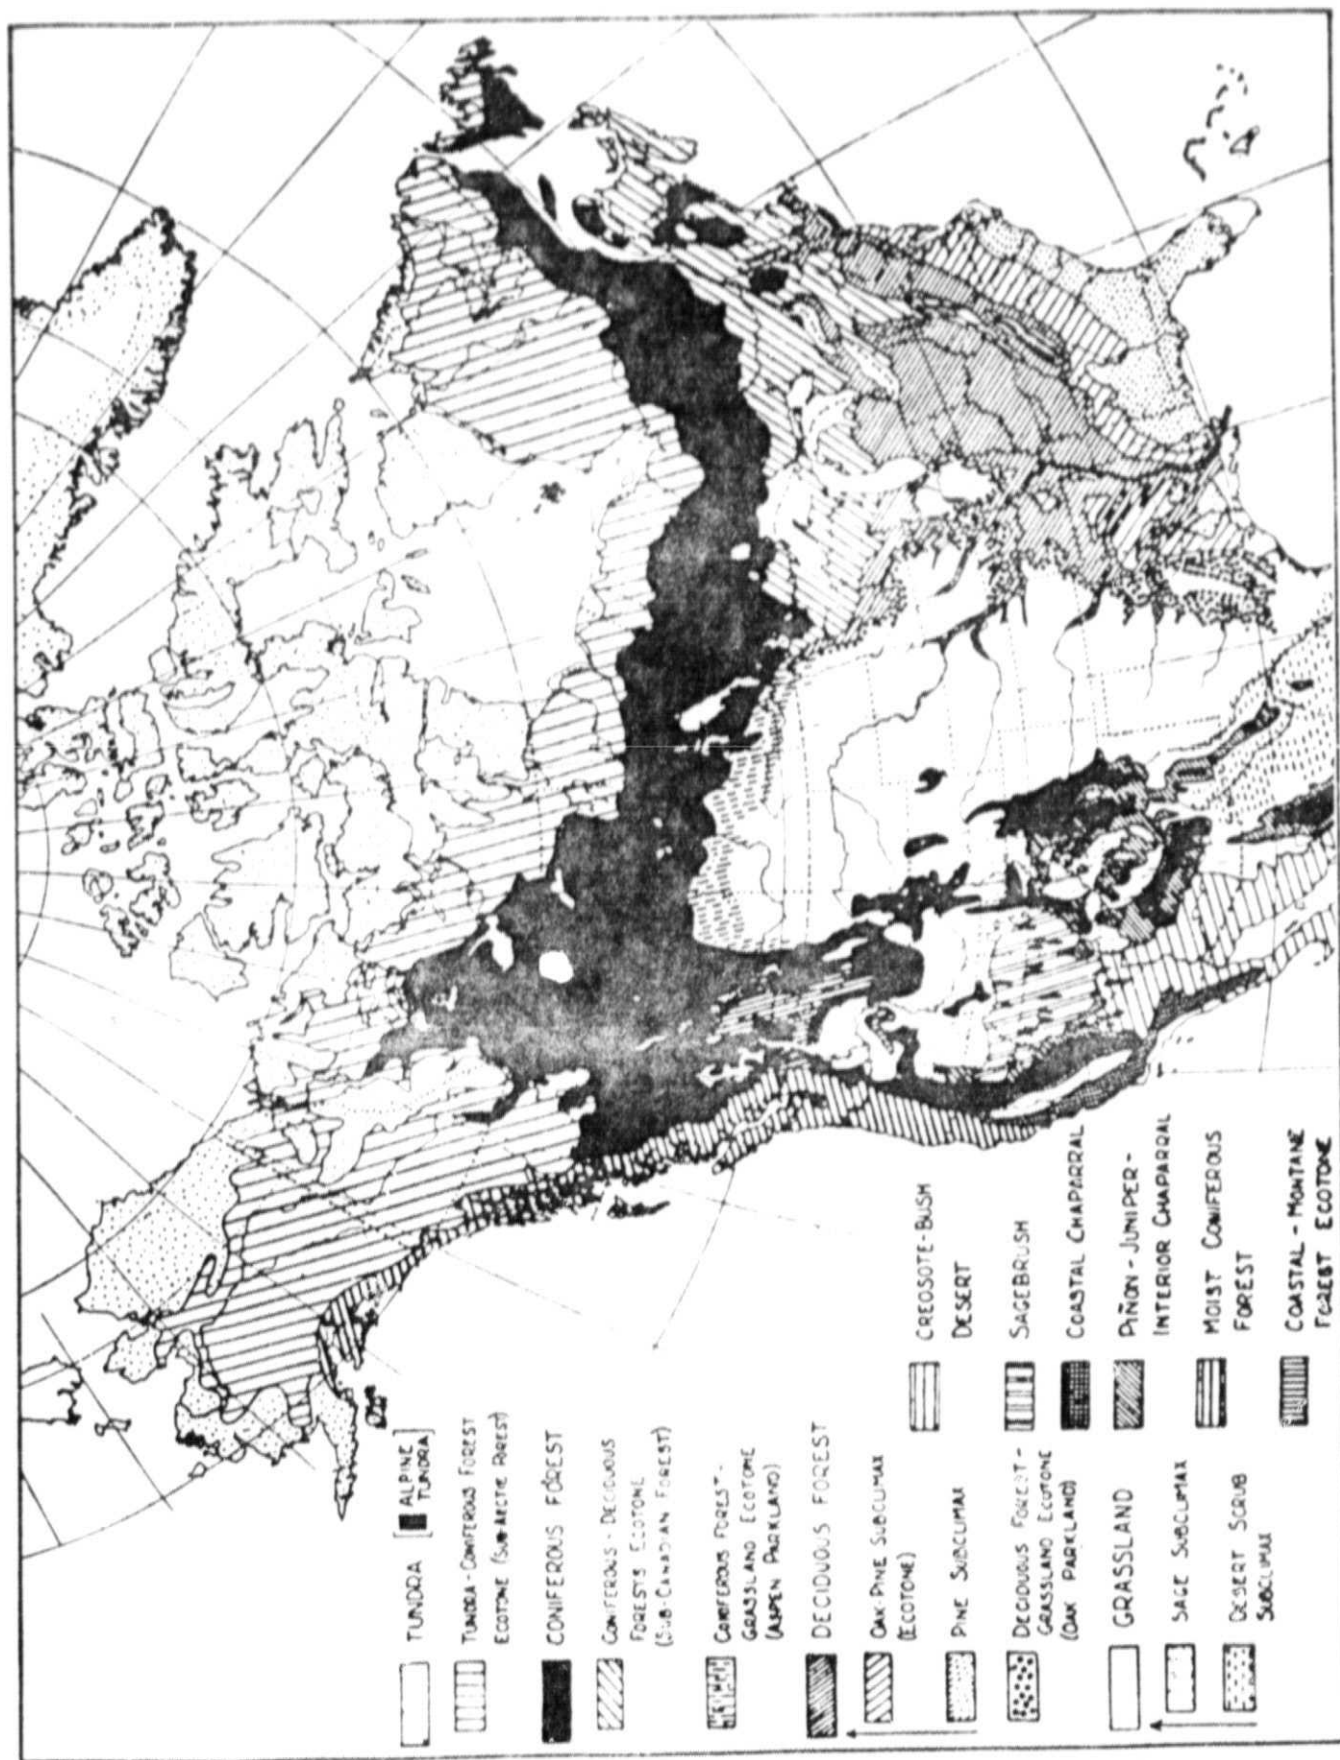 TUNDRA
[ALPINE
TUNDRA]
TUNDRA-CONIFEROUS FOREST
ECOTONE (SUB-ARCTIC FOREST)
CONIFEROUS FOREST
CONIFEROUS-DECIDUOUS
FORESTS ECOTONE
(SUB-CANADIAN FOREST)
CONIFEROUS FOREST-
GRASSLAND ECOTONE
(ASPEN PARKLAND)
DECIDUOUS FOREST
OAK-PINE SUBCLIMAX
(ECOTONE)
PINE SUBCLIMAX
DECIDUOUS FOREST-
GRASSLAND ECOTONE
(OAK PARKLAND)
GRASSLAND
SAGE SUBCLIMAX
DESERT SCRUB
SUBCLIMAX
CREOSOTE-BUSH
DESERT
SAGEBRUSH
COASTAL CHAPARRAL
PIÑON-JUNIPER-
INTERIOR CHAPARRAL
MOIST CONIFEROUS
FOREST
COASTAL-MONTANE
FOREST ECOTONE